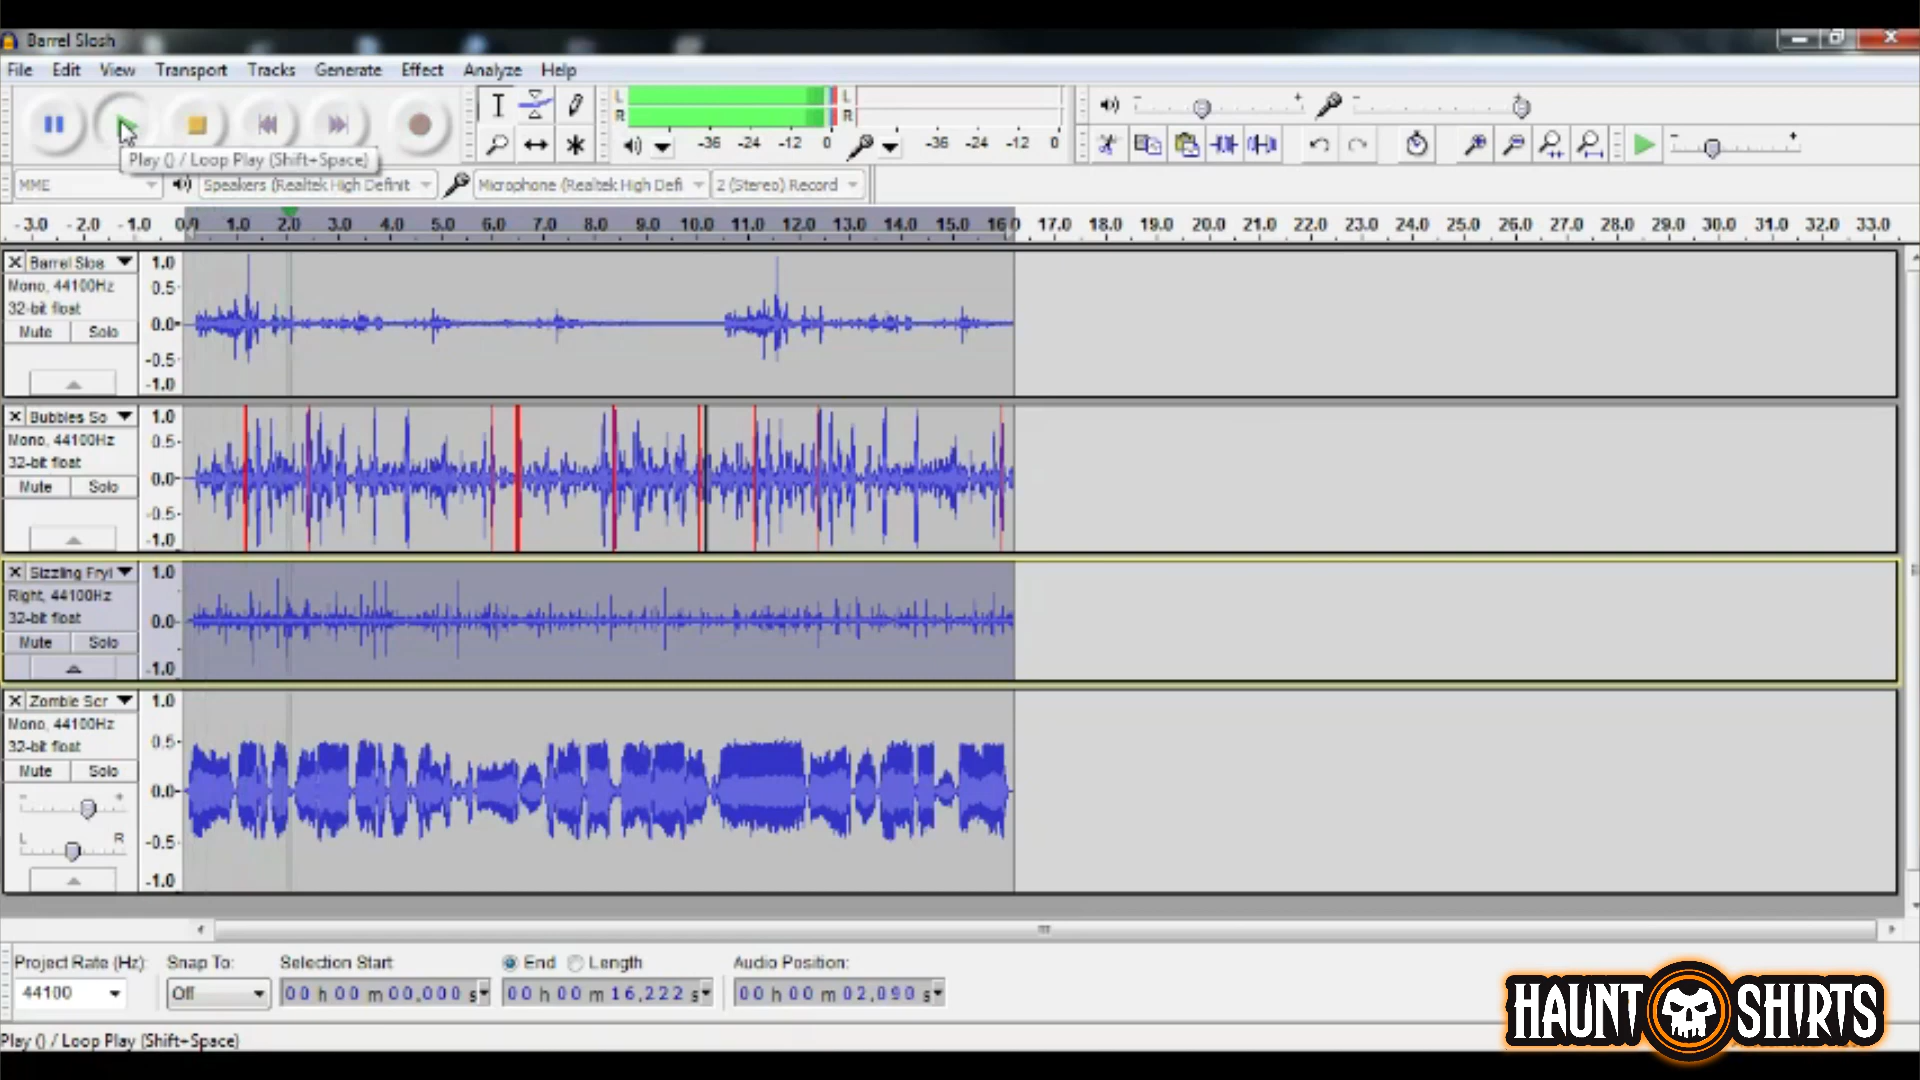 Barrel Slosh
File Edit View Transport Tracks Generate Effect Analyze Help
L
R
-36 -24 -12 0
L
R
-36 -24 -12 0
Play () / Loop Play (Shift+Space)
MME
Speakers (Realtek High Definit
Microphone (Realtek High Defi
2 (Stereo) Record
-3.0 -2.0 -1.0 0.0 1.0 2.0 3.0 4.0 5.0 6.0 7.0 8.0 9.0 10.0 11.0 12.0 13.0 14.0 15.0 16.0 17.0 18.0 19.0 20.0 21.0 22.0 23.0 24.0 25.0 26.0 27.0 28.0 29.0 30.0 31.0 32.0 33.0
Barrel Slos
Mono, 44100Hz
32-bit float
Mute Solo
1.0
0.5
0.0
-0.5
-1.0
Bubbles So
Mono, 44100Hz
32-bit float
Mute Solo
1.0
0.5
0.0
-0.5
-1.0
Sizzling Fryi
Right, 44100Hz
32-bit float
Mute Solo
1.0
0.0
-1.0
Zombie Scr
Mono, 44100Hz
32-bit float
Mute Solo
L R
1.0
0.5
0.0
-0.5
-1.0
Project Rate (Hz):
44100
Snap To:
Off
Selection Start:
00 h 00 m 00,000 s
End Length
00 h 00 m 16,222 s
Audio Position:
00 h 00 m 02,090 s
Play () / Loop Play (Shift+Space)
HAUNT SHIRTS